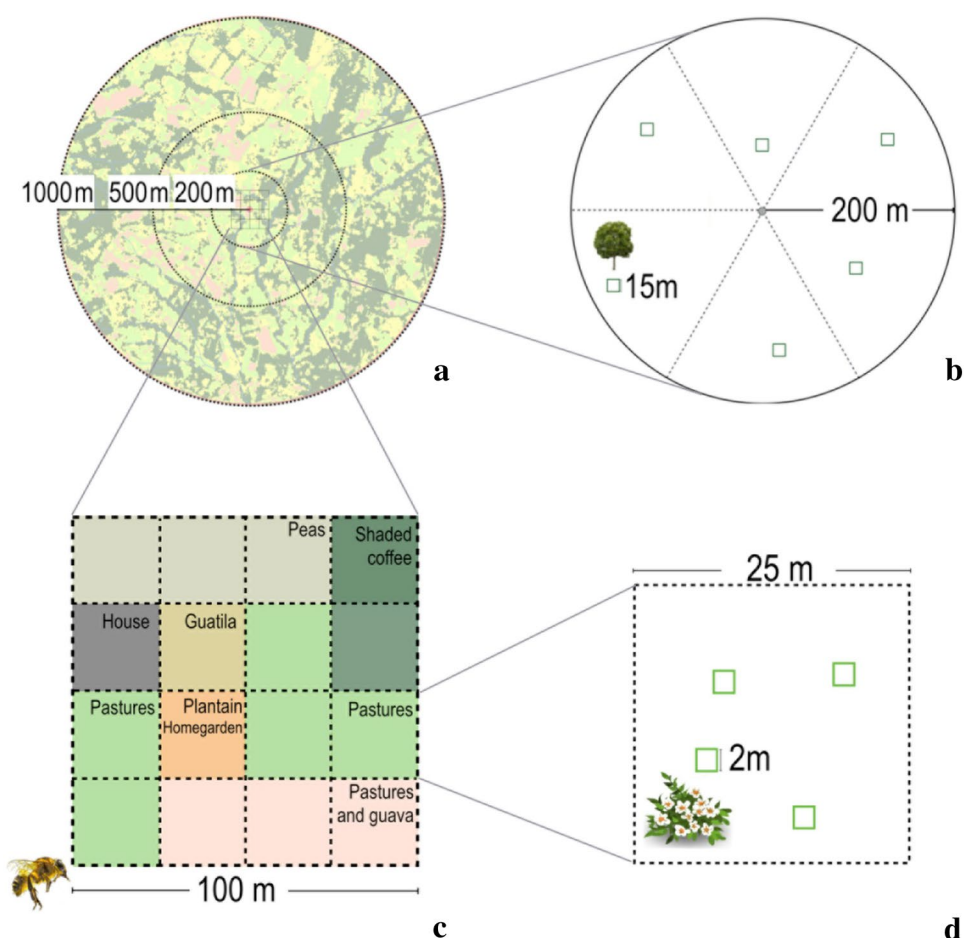 1000m 500m 200m
a
200 m
15m
b
Peas
Shaded
coffee
House
Guatila
Pastures
Plantain
Homegarden
Pastures
Pastures
and guava
100 m
c
25 m
2m
d